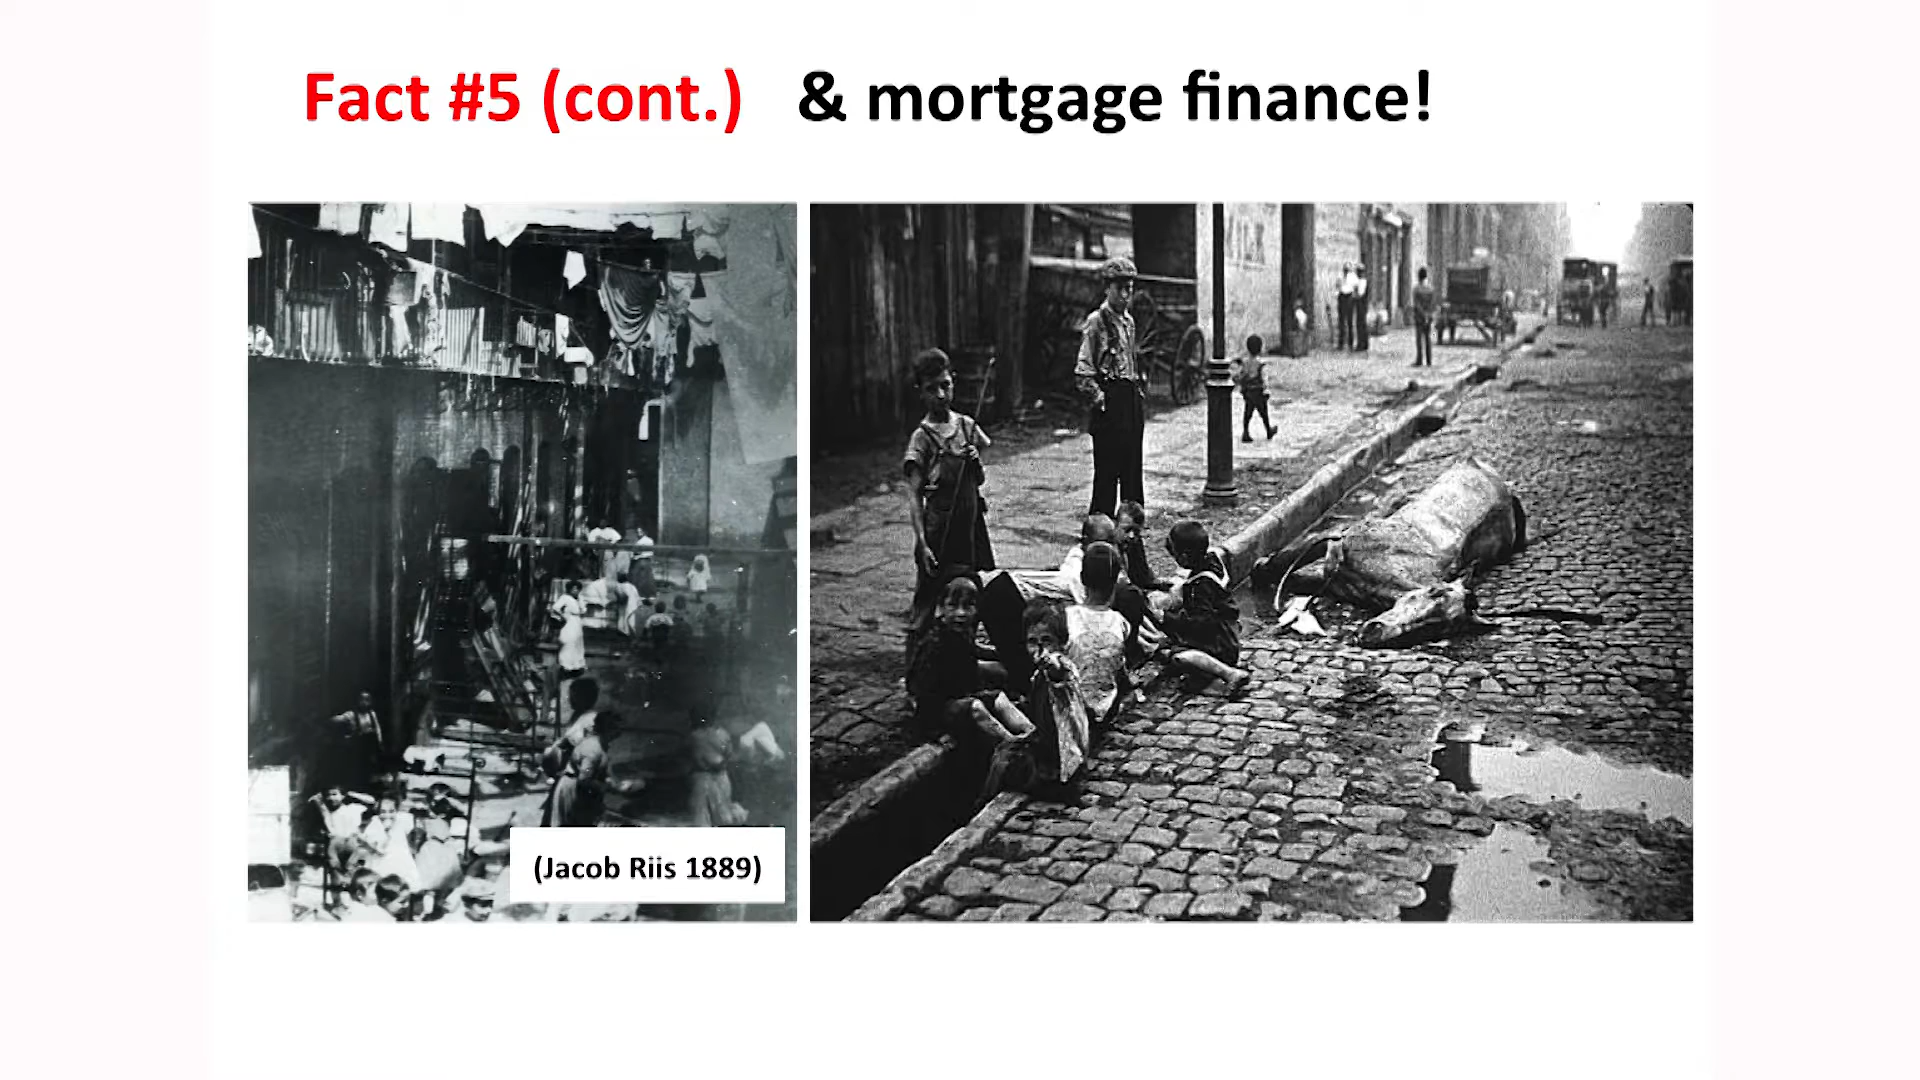 Fact #5 (cont.) & mortgage finance!
(Jacob Riis 1889)